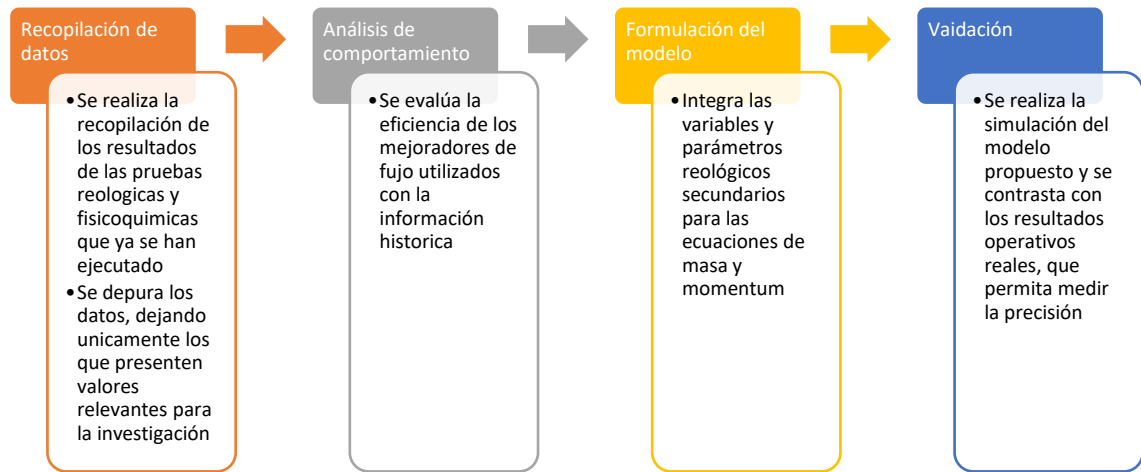 Recopilación de
datos
•Se realiza la
recopilación de
los resultados
de las pruebas
reologicas y
fisicoquimicas
que ya se han
ejecutado
•Se depura los
datos, dejando
unicamente los
que presenten
valores
relevantes para
la investigación
Análisis de
comportamiento
•Se evalúa la
eficiencia de los
mejoradores de
fujo utilizados
con la
información
historica
Formulación del
modelo
•Integra las
variables y
parámetros
reológicos
secundarios
para las
ecuaciones de
masa y
momentum
Vaidación
•Se realiza la
simulación del
modelo
propuesto y se
contrasta con
los resultados
operativos
reales, que
permita medir
la precisión